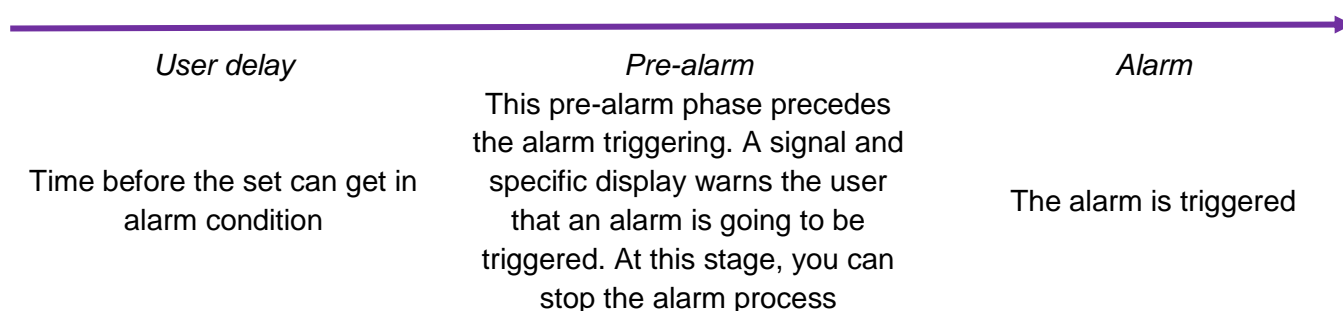 User delay
Pre-alarm
Alarm
Time before the set can get in
alarm condition
This pre-alarm phase precedes
the alarm triggering. A signal and
specific display warns the user
that an alarm is going to be
triggered. At this stage, you can
stop the alarm process
The alarm is triggered